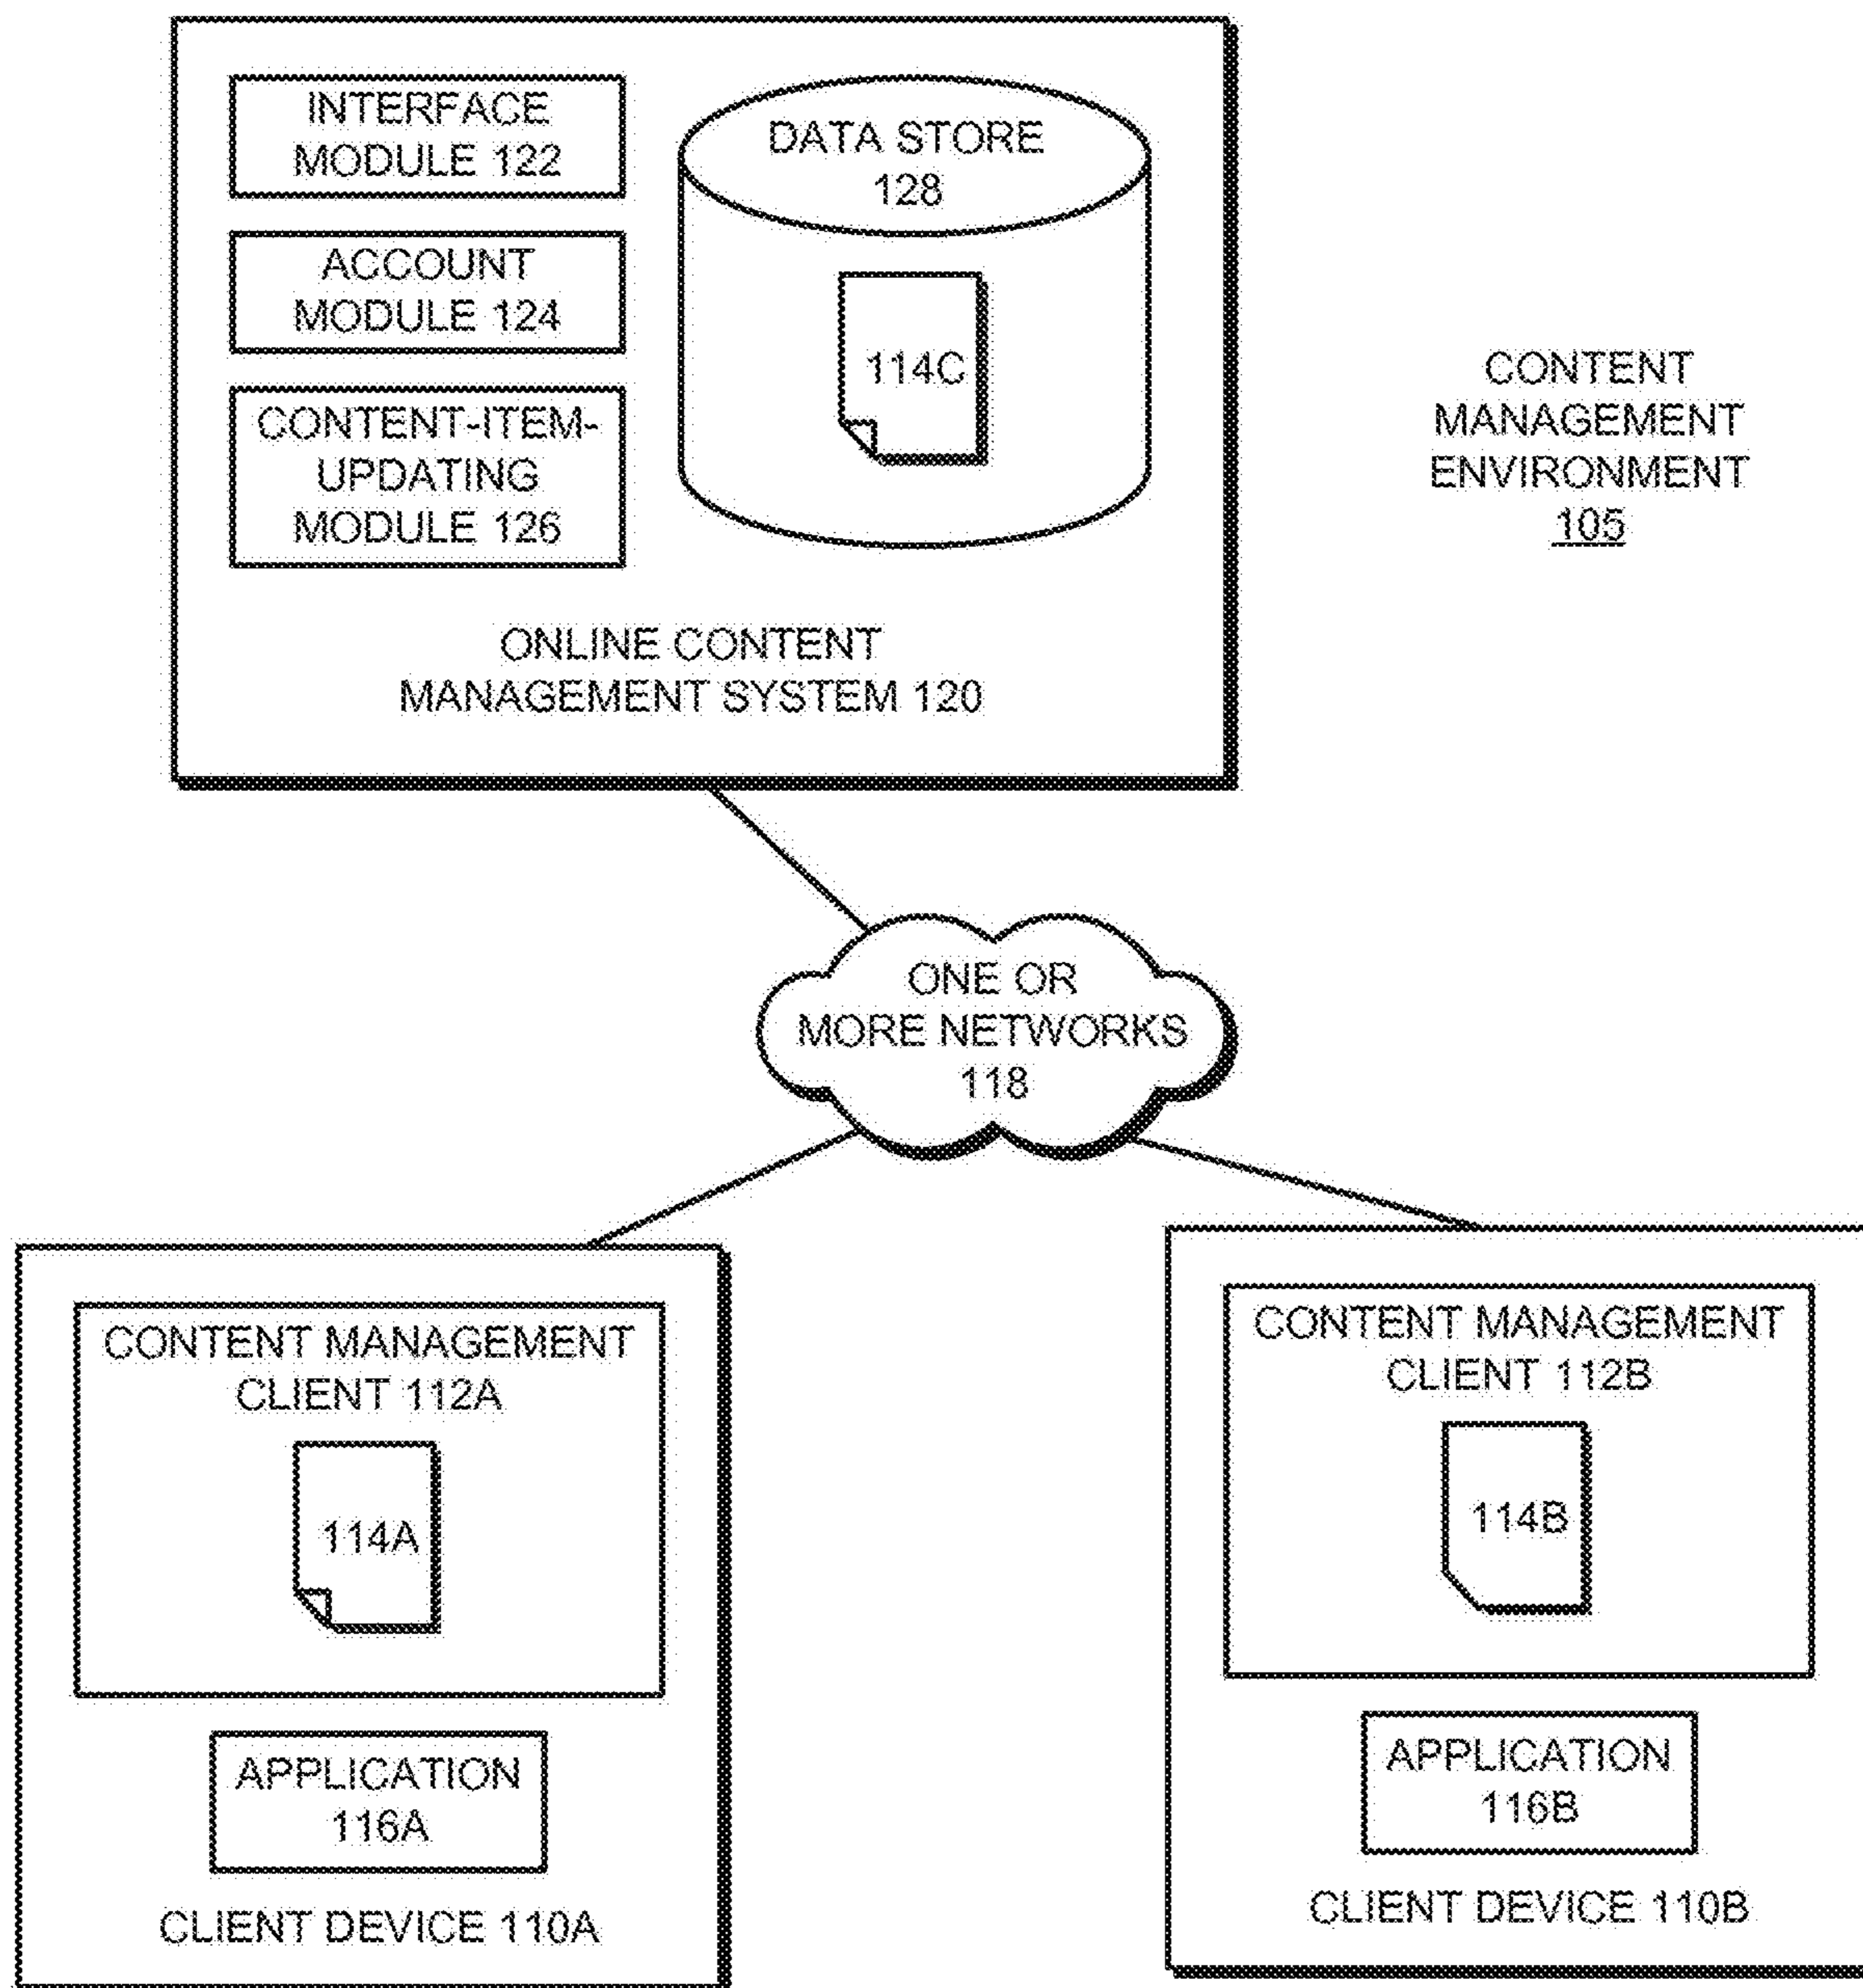 INTERFACE
MODULE 122
ACCOUNT
MODULE 124
CONTENT-ITEM-
UPDATING
MODULE 126
DATA STORE
128
114C
ONLINE CONTENT
MANAGEMENT SYSTEM 120
CONTENT
MANAGEMENT
ENVIRONMENT
105
ONE OR
MORE NETWORKS
118
CONTENT MANAGEMENT
CLIENT 112A
114A
APPLICATION
116A
CLIENT DEVICE 110A
CONTENT MANAGEMENT
CLIENT 112B
114B
APPLICATION
116B
CLIENT DEVICE 110B